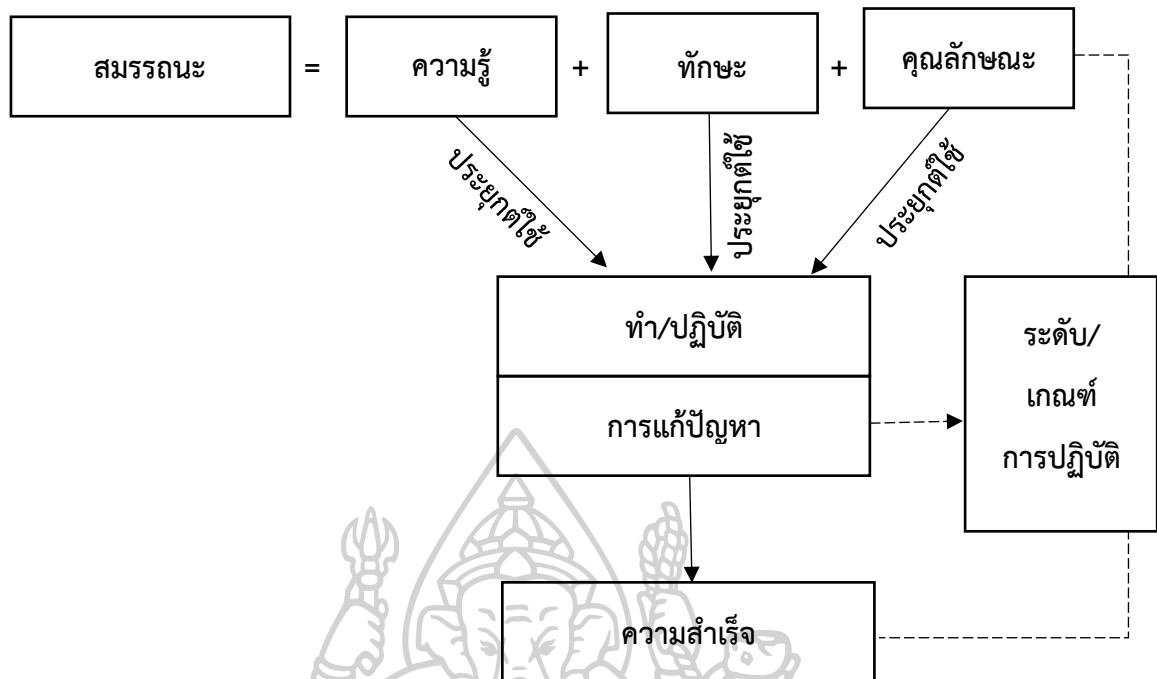 สมรรถนะ = ความรู้ + ทักษะ + คุณลักษณะ
ประยุกต์ใช้
ประยุกต์ใช้
ประยุกต์ใช้
ทำ/ปฏิบัติ
การแก้ปัญหา
ระดับ/
เกณฑ์
การปฏิบัติ
ความสำเร็จ